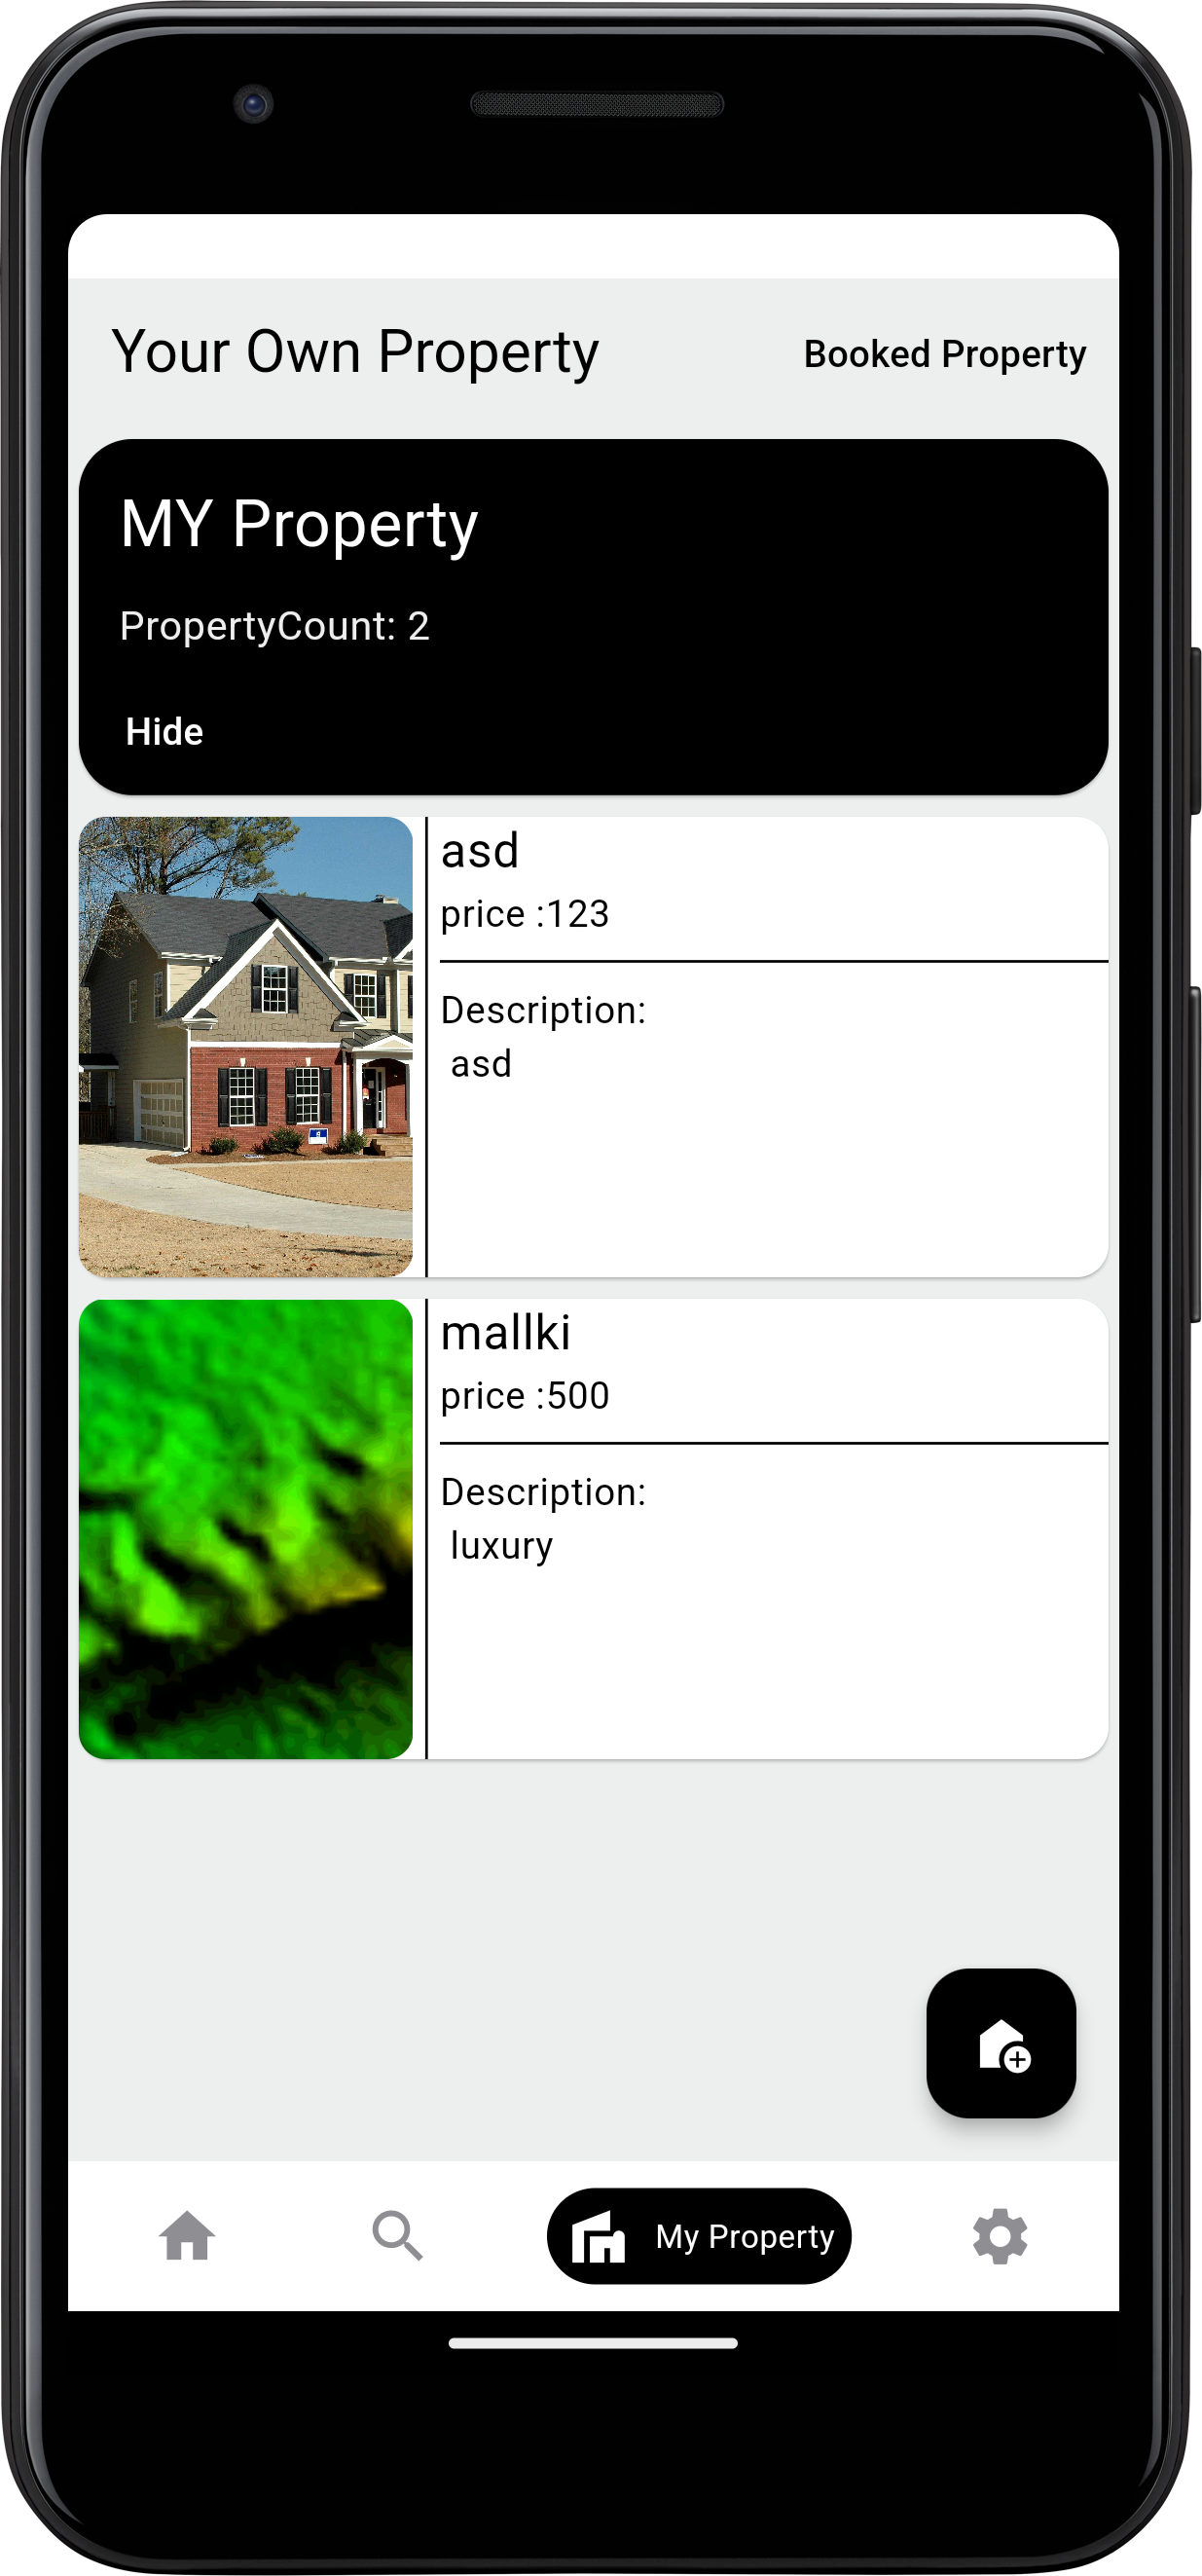 Your Own Property
Booked Property
MY Property
PropertyCount: 2
Hide
asd
price :123
Description:
asd
mallki
price :500
Description:
luxury
My Property